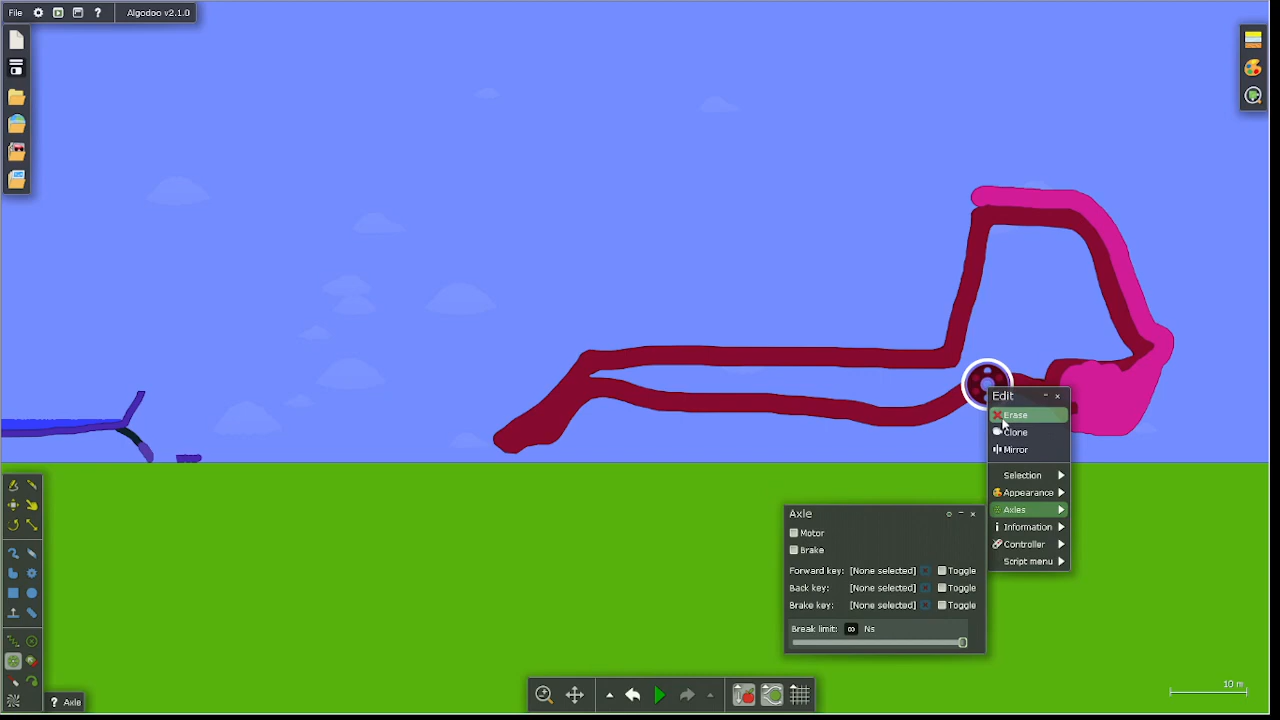 File ? Algodoo v2.1.0
Edit
Erase
Clone
Mirror
Selection
Appearance
Axles
Information
Controller
Script menu
Axle
Motor
Brake
Forward key: [None selected] Toggle
Back key: [None selected] Toggle
Brake key: [None selected] Toggle
Break limit: ∞ Ns
10 m
? Axle